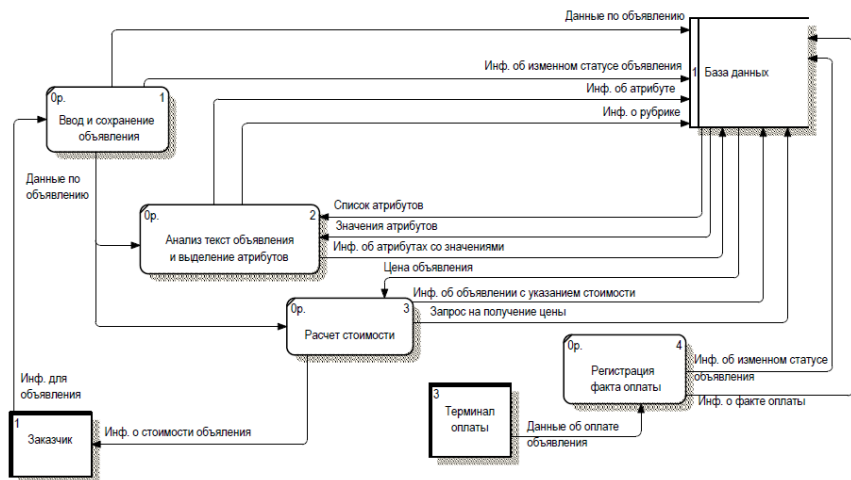 Данные по объявлению
База данных
1
Инф. об изменном статусе объявления
Инф. об атрибуте
Инф. о рубрике
0р.
1
Ввод и сохранение
объявления
Данные по
объявлению
0р.
2
Анализ текст объявления
и выделение атрибутов
Список атрибутов
Значения атрибутов
Инф. об атрибутах со значениями
Цена объявления
0р.
3
Расчет стоимости
Инф. об объявлении с указанием стоимости
Запрос на получение цены
0р.
4
Регистрация
факта оплаты
Инф. об изменном статусе
объявления
Инф. о факте оплаты
Инф. для
объявления
1
Заказчик
Инф. о стоимости объяления
3
Терминал
оплаты
Данные об оплате
объявления